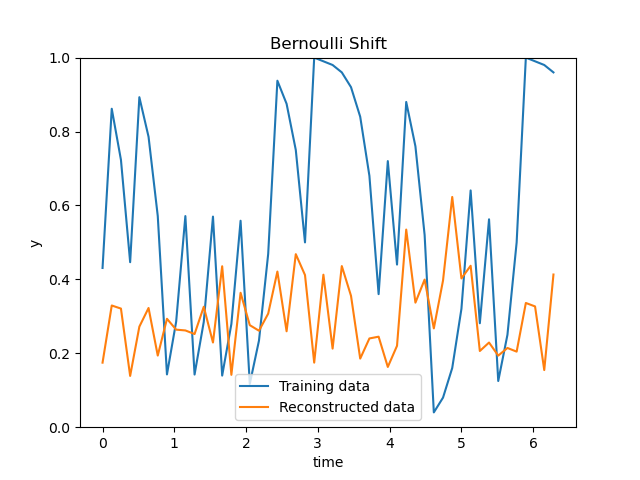 Bernoulli Shift
1.0
0.8
0.6
0.4
0.2
0.0
y
0 1 2 3 4 5 6
time
Training data
Reconstructed data